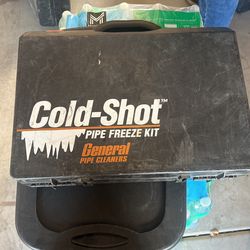 Cold-Shot™
PIPE FREEZE KIT
General
PIPE CLEANERS